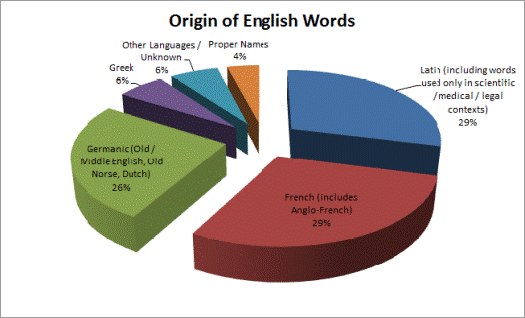 Origin of English Words
Other Languages /
Unknown
6%
Proper Names
4%
Greek
6%
Latin (including words
used only in scientific
/ medical / legal
contexts)
29%
Germanic (Old /
Middle English, Old
Norse, Dutch)
26%
French (includes
Anglo-French)
29%